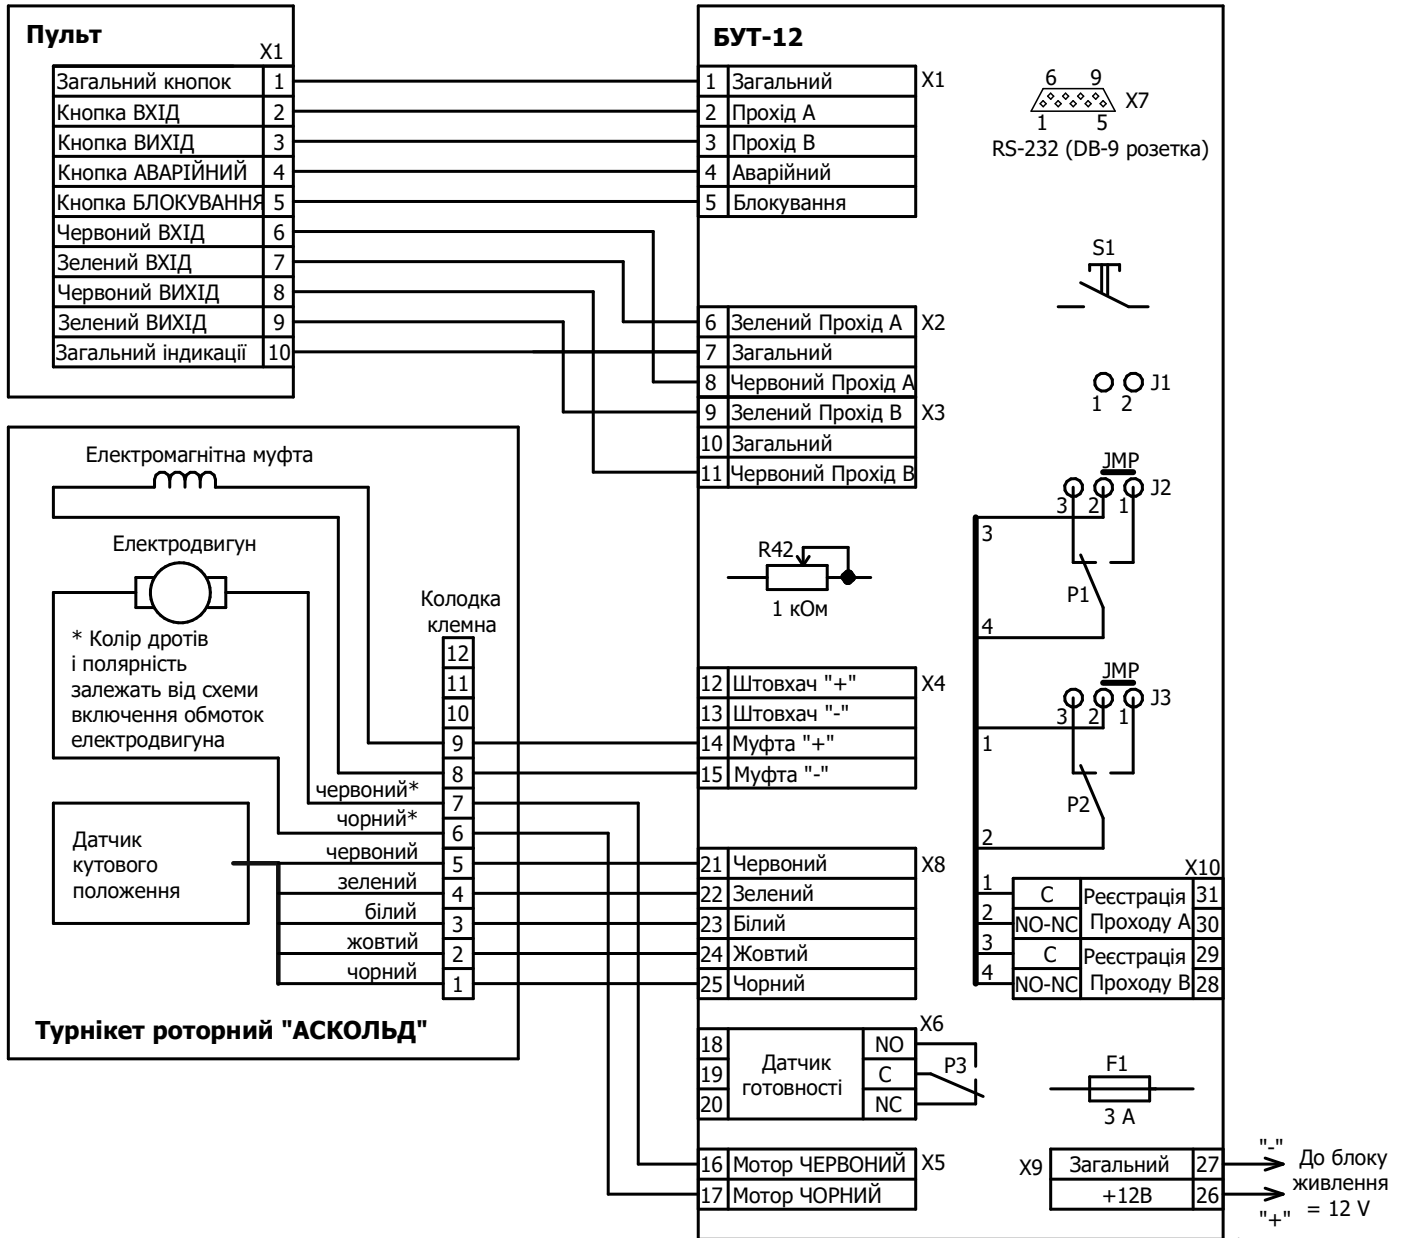 Пульт
X1
Загальний кнопок 1
Кнопка ВХІД 2
Кнопка ВИХІД 3
Кнопка АВАРІЙНИЙ 4
Кнопка БЛОКУВАННЯ 5
Червоний ВХІД 6
Зелений ВХІД 7
Червоний ВИХІД 8
Зелений ВИХІД 9
Загальний індикації 10
БУТ-12
1 Загальний X1
2 Прохід А
3 Прохід В
4 Аварійний
5 Блокування
6 Зелений Прохід А X2
7 Загальний
8 Червоний Прохід А
9 Зелений Прохід В X3
10 Загальний
11 Червоний Прохід В
6 9
X7
1 5
RS-232 (DB-9 розетка)
S1
J1
1 2
JMP
J2
3 2 1
3
P1
4
JMP
J3
3 2 1
1
P2
2
R42
1 кОм
Електромагнітна муфта
Електродвигун
* Колір дротів
і полярність
залежать від схеми
включення обмоток
електродвигуна
Колодка
клемна
12
11
10
9
8
червоний* 7
чорний* 6
червоний 5
зелений 4
білий 3
жовтий 2
чорний 1
Датчик
кутового
положення
Турнікет роторний "АСКОЛЬД"
12 Штовхач "+" X4
13 Штовхач "-"
14 Муфта "+"
15 Муфта "-"
21 Червоний X8
22 Зелений
23 Білий
24 Жовтий
25 Чорний
X10
1 C Реєстрація 31
2 NO-NC Проходу А 30
3 C Реєстрація 29
4 NO-NC Проходу В 28
X6
18 NO
19 Датчик C P3
20 готовності NC
F1
3 А
16 Мотор ЧЕРВОНИЙ X5
17 Мотор ЧОРНИЙ
X9 Загальний 27 "-"
+12В 26 "+"
До блоку
живлення
= 12 V